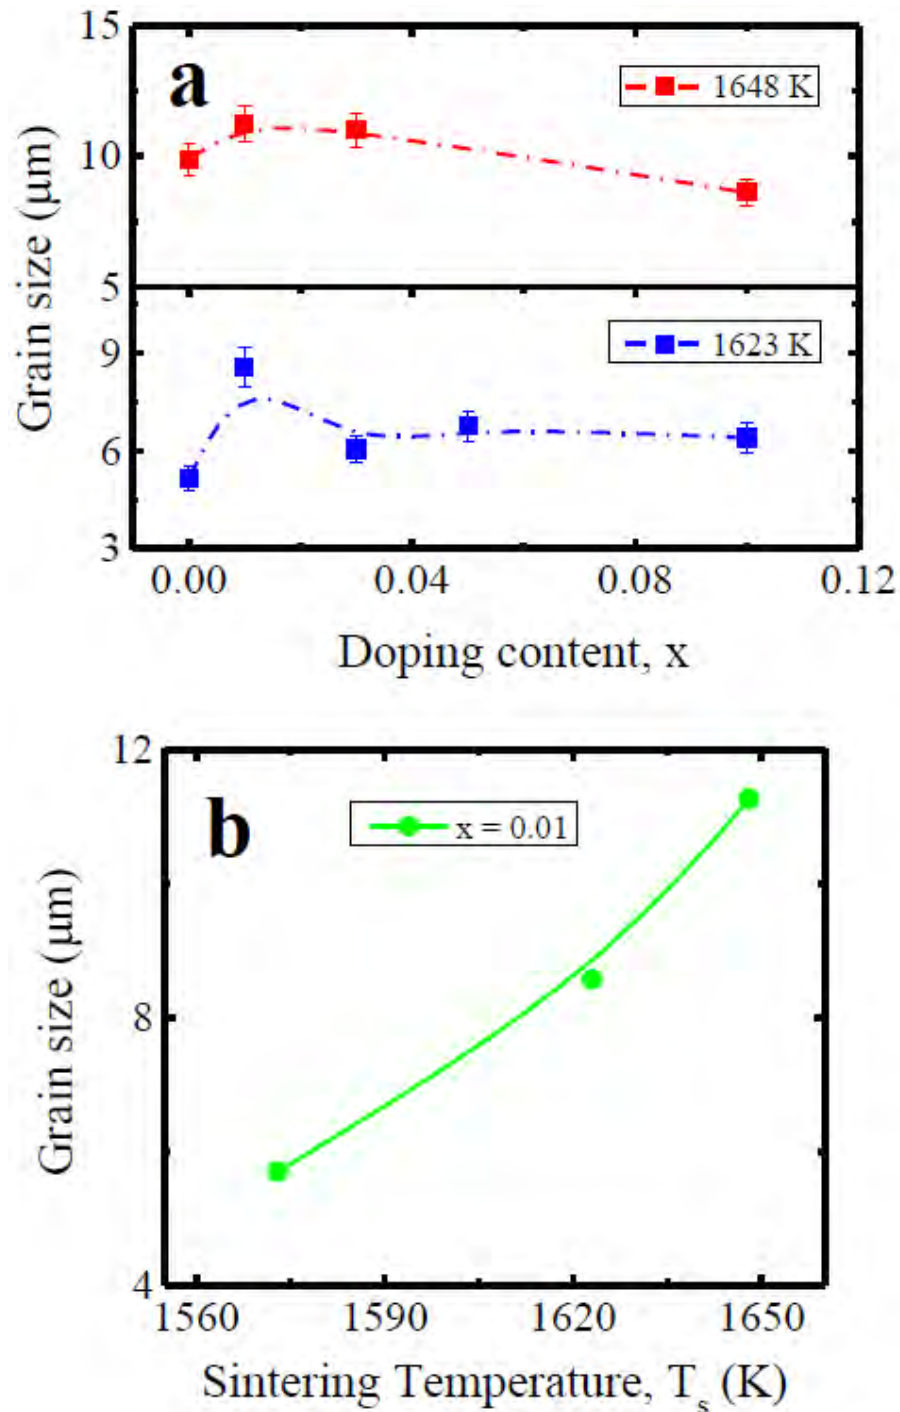 15
a
1648 K
10
Grain size (μm)
5
1623 K
9
6
3
0.00 0.04 0.08 0.12
Doping content, x
12
b
x = 0.01
Grain size (μm)
8
4
1560 1590 1620 1650
Sintering Temperature, Ts (K)